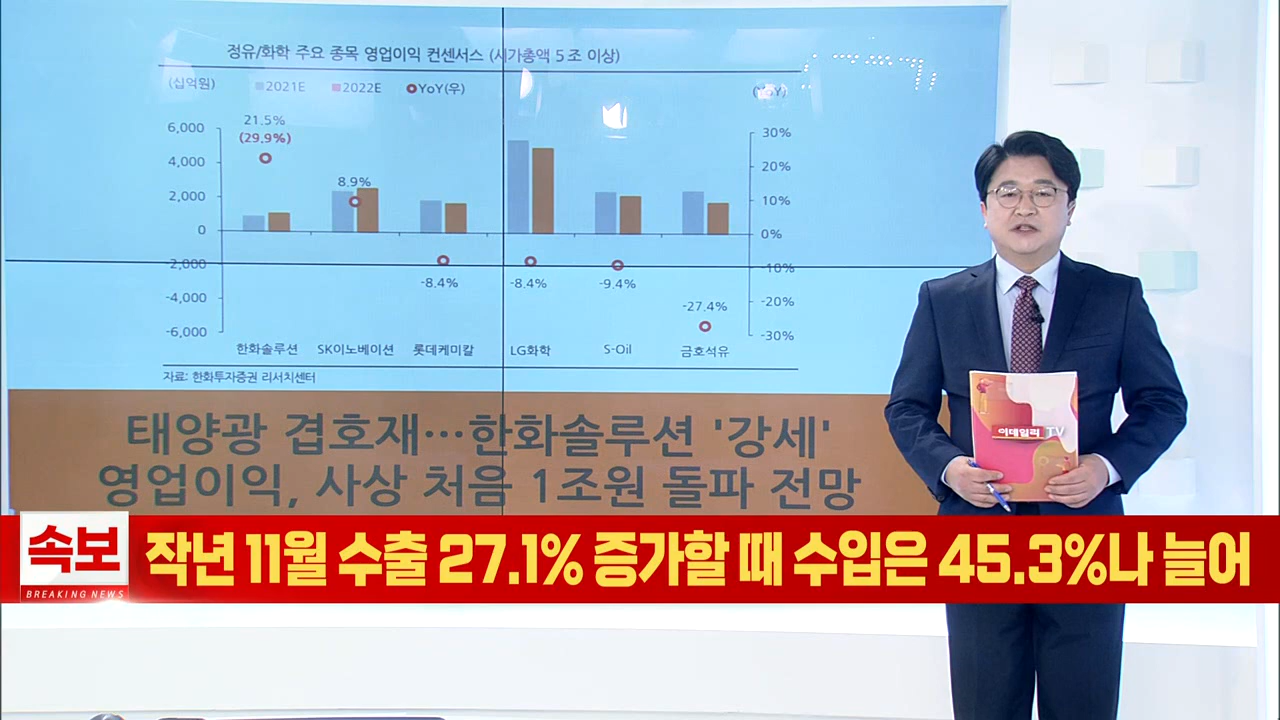 정유/화학 주요 종목 영업이익 컨센서스 (시가총액 5조 이상)
(십억원) 2021E 2022E YoY(우) (YoY)
6,000 21.5% 30%
(29.9%)
4,000 20%
2,000 8.9% 10%
0 0%
-2,000 -10%
-8.4% -8.4% -9.4%
-4,000 -27.4% -20%
-6,000 -30%
한화솔루션 SK이노베이션 롯데케미칼 LG화학 S-Oil 금호석유
자료: 한화투자증권 리서치센터
태양광 겹호재…한화솔루션 '강세'
영업이익, 사상 처음 1조원 돌파 전망
이데일리 TV
속보 작년 11월 수출 27.1% 증가할 때 수입은 45.3%나 늘어
BREAKING NEWS